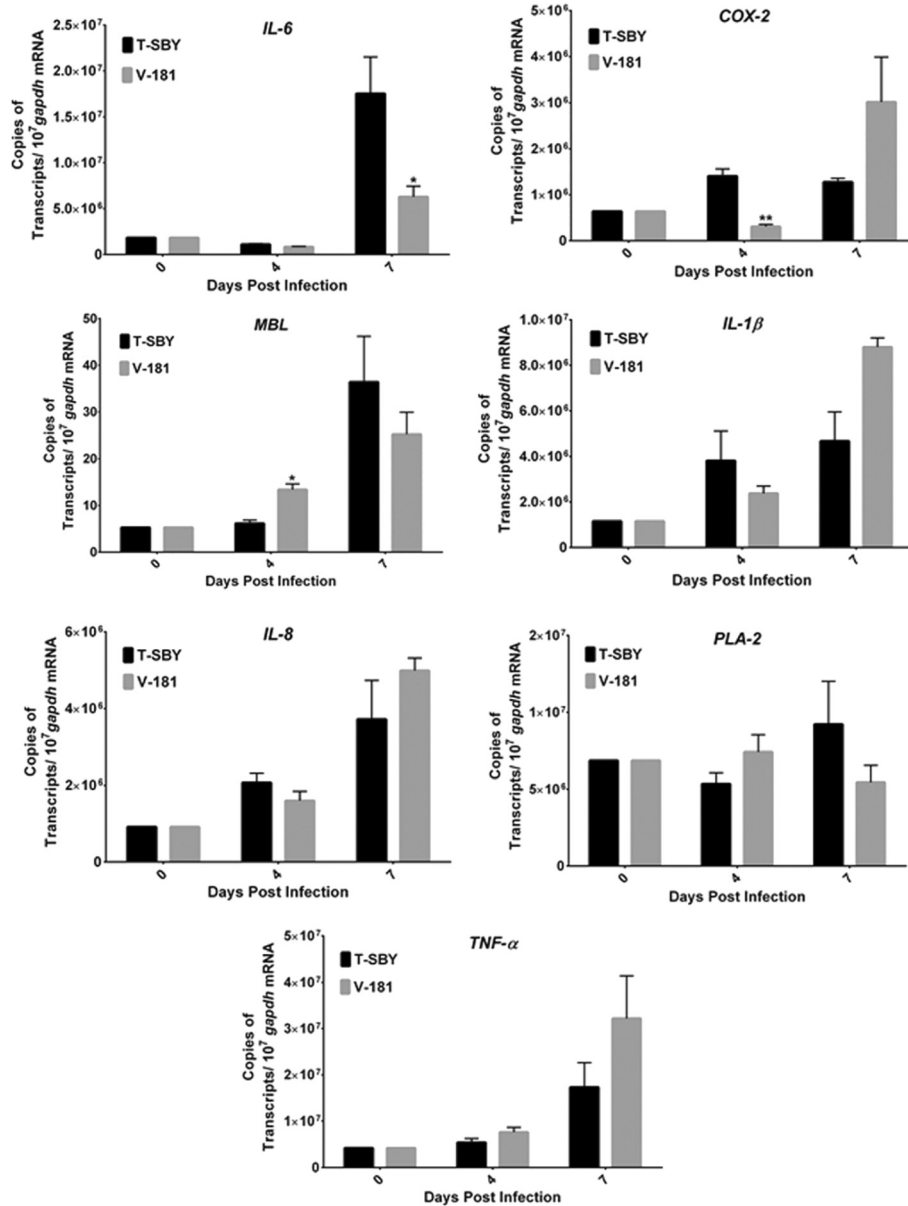 IL-6
T-SBY
V-181
Copies of
Transcripts/ 10⁷gapdh mRNA
2.5×10⁷
2.0×10⁷
1.5×10⁷
1.0×10⁷
5.0×10⁶
0
*
0
4
7
Days Post Infection
COX-2
T-SBY
V-181
Copies of
Transcripts/ 10⁷gapdh mRNA
5×10⁶
4×10⁶
3×10⁶
2×10⁶
1×10⁶
0
**
0
4
7
Days Post Infection
MBL
T-SBY
V-181
Copies of
Transcripts/ 10⁷ gapdh mRNA
50
40
30
20
10
0
*
0
4
7
Days Post Infection
IL-1β
T-SBY
V-181
Copies of
Transcripts/ 10⁷gapdh mRNA
1.0×10⁷
8.0×10⁶
6.0×10⁶
4.0×10⁶
2.0×10⁶
0
0
4
7
Days Post Infection
IL-8
T-SBY
V-181
Copies of
Transcripts/ 10⁷gapdh mRNA
6×10⁶
4×10⁶
2×10⁶
0
0
4
7
Days Post Infection
PLA-2
T-SBY
V-181
Copies of
Transcripts/ 10⁷ gapdh mRNA
2×10⁷
1×10⁷
5×10⁶
0
0
4
7
Days Post Infection
TNF-α
T-SBY
V-181
Copies of
Transcripts/ 10⁷ gapdh mRNA
5×10⁷
4×10⁷
3×10⁷
2×10⁷
1×10⁷
0
0
4
7
Days Post Infection